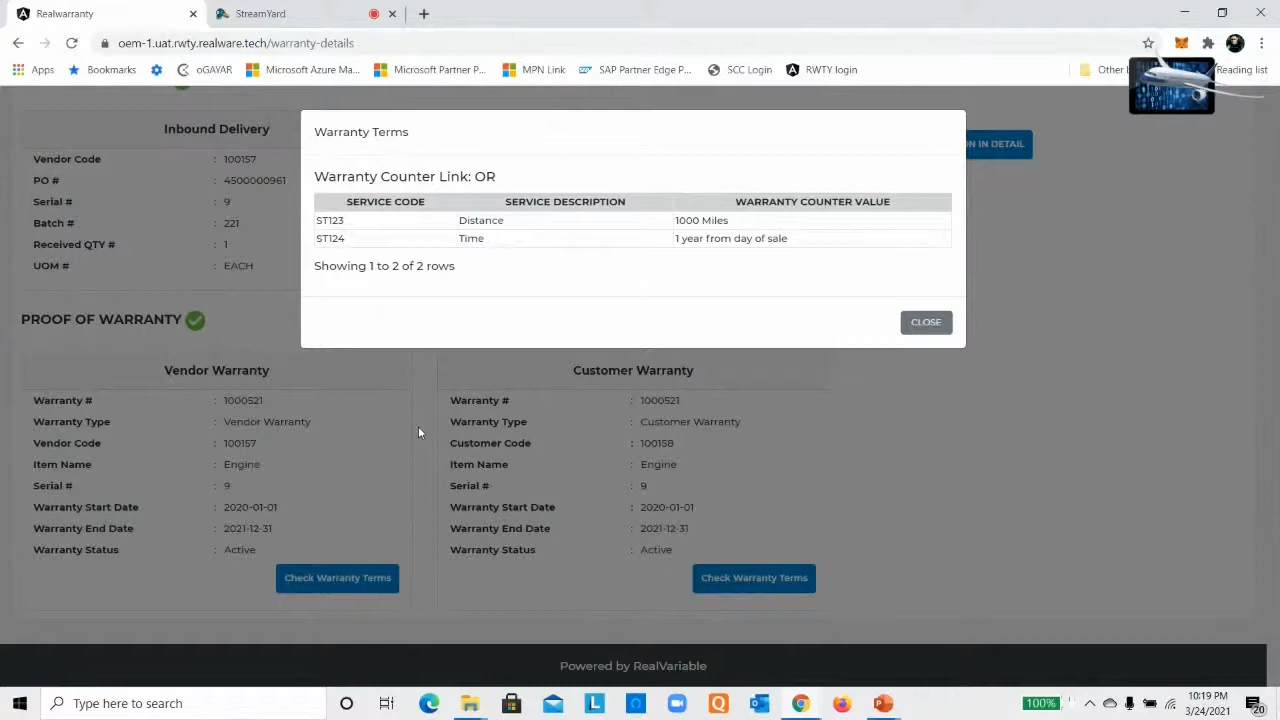 Realwarranty
StreamYard
oem-1.uat.rwty.realware.tech/warranty-details
Apps
Bookmarks
oGAYAR
Microsoft Azure Ma...
Microsoft Partner P...
MPN Link
SAP Partner Edge P...
SCC Login
RWTY login
Other b
Reading list
Inbound Delivery
Vendor Code : 100157
PO # : 4500000961
Serial # : 9
Batch # : 221
Received QTY # : 1
UOM # : EACH
ON IN DETAIL
Warranty Terms
Warranty Counter Link: OR
SERVICE CODE SERVICE DESCRIPTION WARRANTY COUNTER VALUE
ST123 Distance 1000 Miles
ST124 Time 1 year from day of sale
Showing 1 to 2 of 2 rows
CLOSE
PROOF OF WARRANTY
Vendor Warranty
Warranty # : 1000521
Warranty Type : Vendor Warranty
Vendor Code : 100157
Item Name : Engine
Serial # : 9
Warranty Start Date : 2020-01-01
Warranty End Date : 2021-12-31
Warranty Status : Active
Check Warranty Terms
Customer Warranty
Warranty # : 1000521
Warranty Type : Customer Warranty
Customer Code : 100158
Item Name : Engine
Serial # : 9
Warranty Start Date : 2020-01-01
Warranty End Date : 2021-12-31
Warranty Status : Active
Check Warranty Terms
Powered by RealVariable
Type here to search
100%
10:19 PM
3/24/2021
20